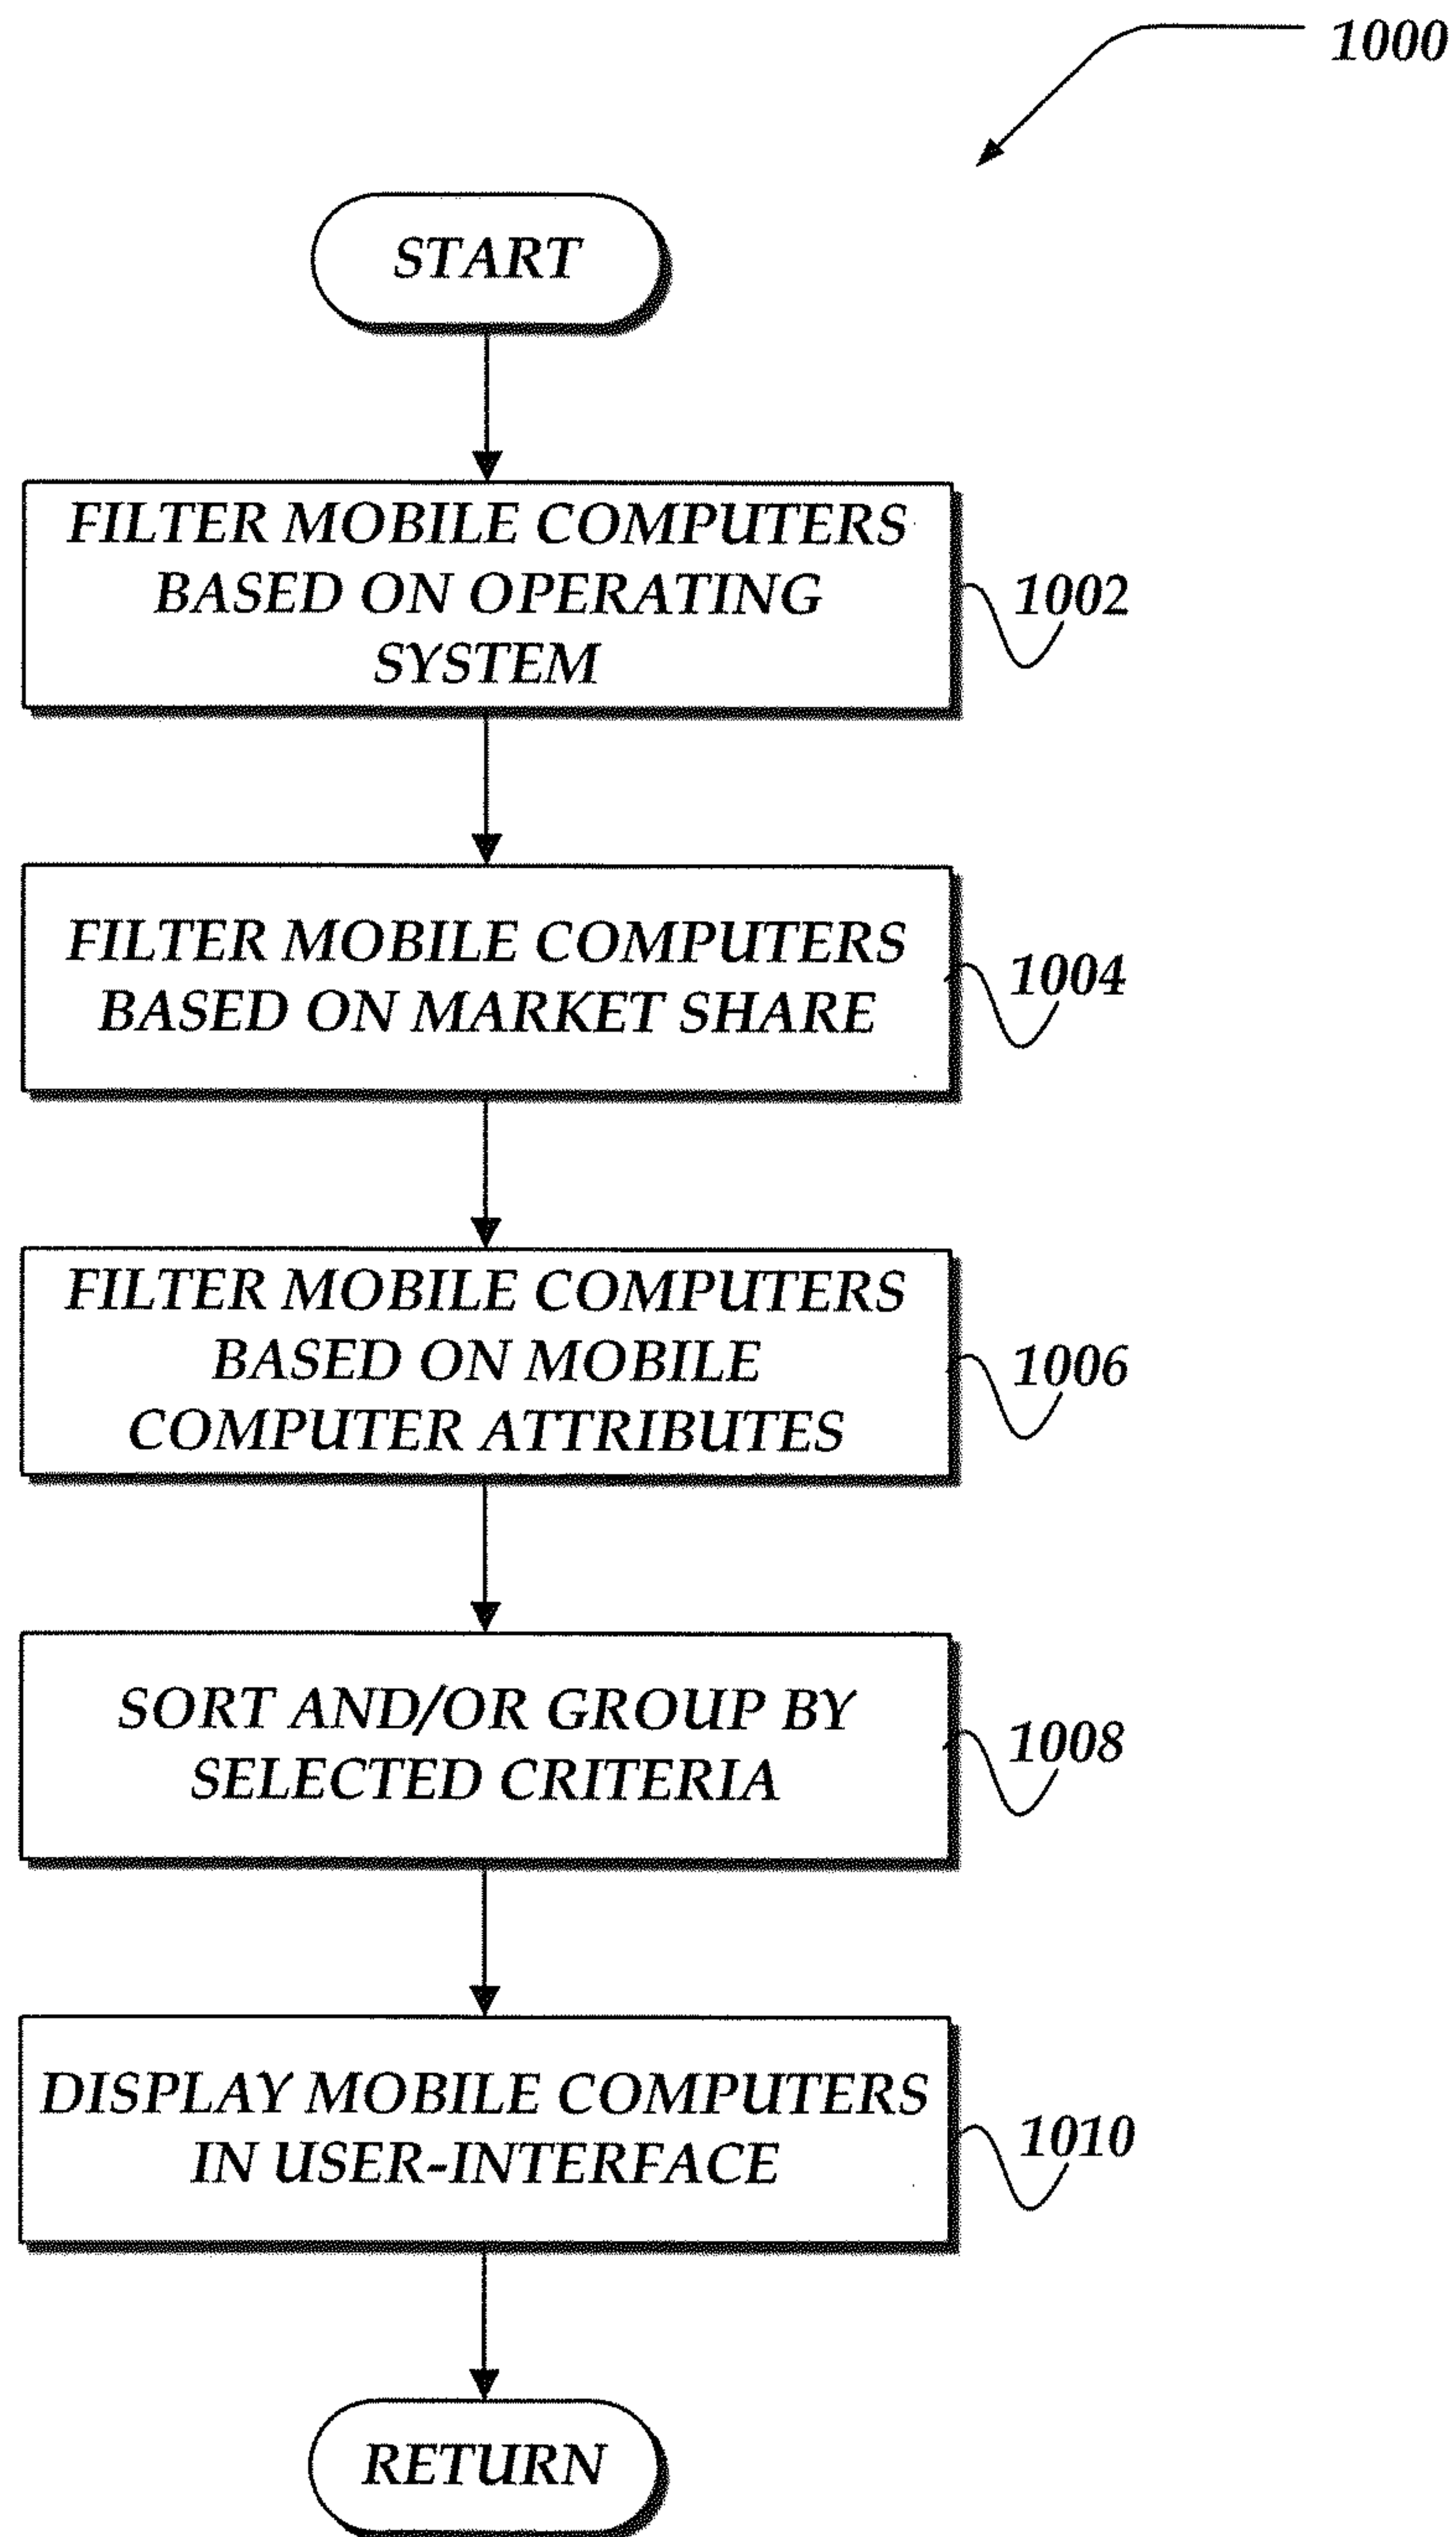 1000
START
FILTER MOBILE COMPUTERS
BASED ON OPERATING
SYSTEM
1002
FILTER MOBILE COMPUTERS
BASED ON MARKET SHARE
1004
FILTER MOBILE COMPUTERS
BASED ON MOBILE
COMPUTER ATTRIBUTES
1006
SORT AND/OR GROUP BY
SELECTED CRITERIA
1008
DISPLAY MOBILE COMPUTERS
IN USER-INTERFACE
1010
RETURN